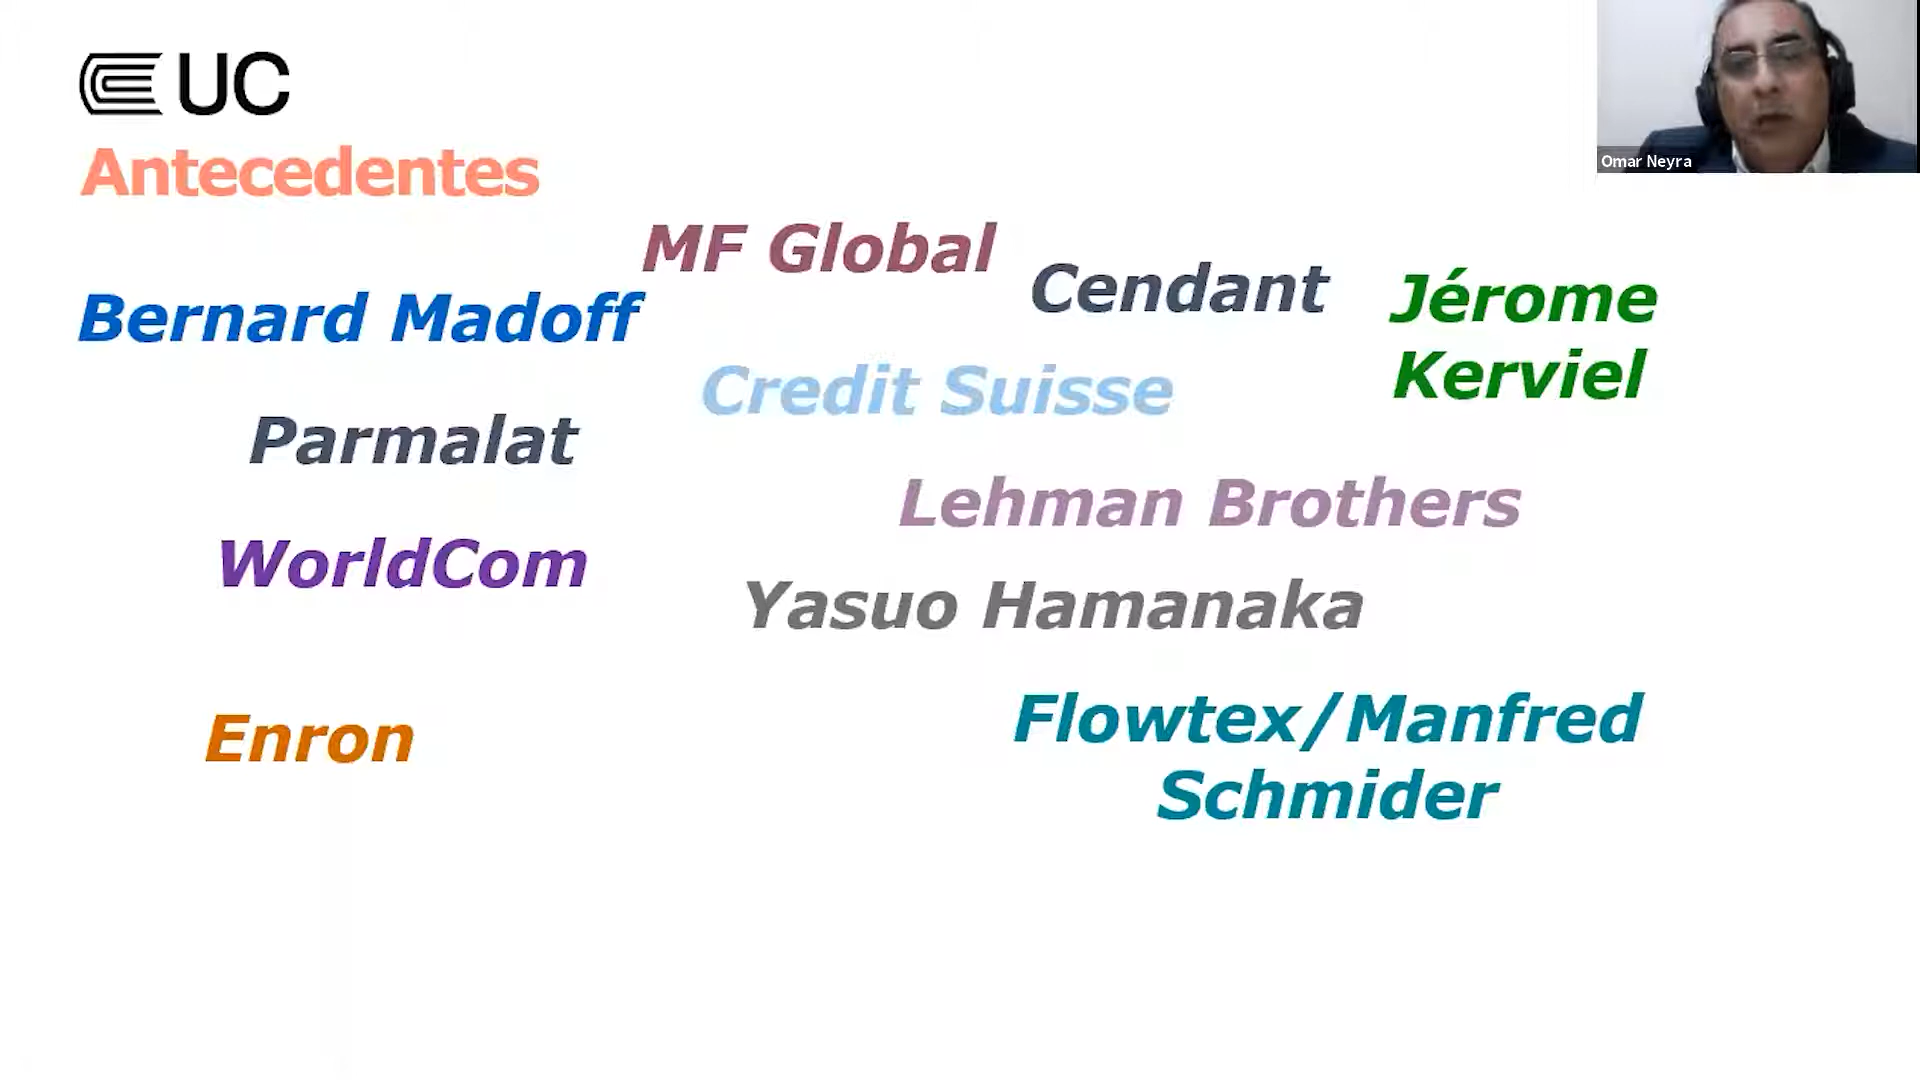 UC
Omar Neyra
Antecedentes
MF Global
Cendant
Jérome
Kerviel
Bernard Madoff
Credit Suisse
Parmalat
Lehman Brothers
WorldCom
Yasuo Hamanaka
Enron
Flowtex/Manfred
Schmider